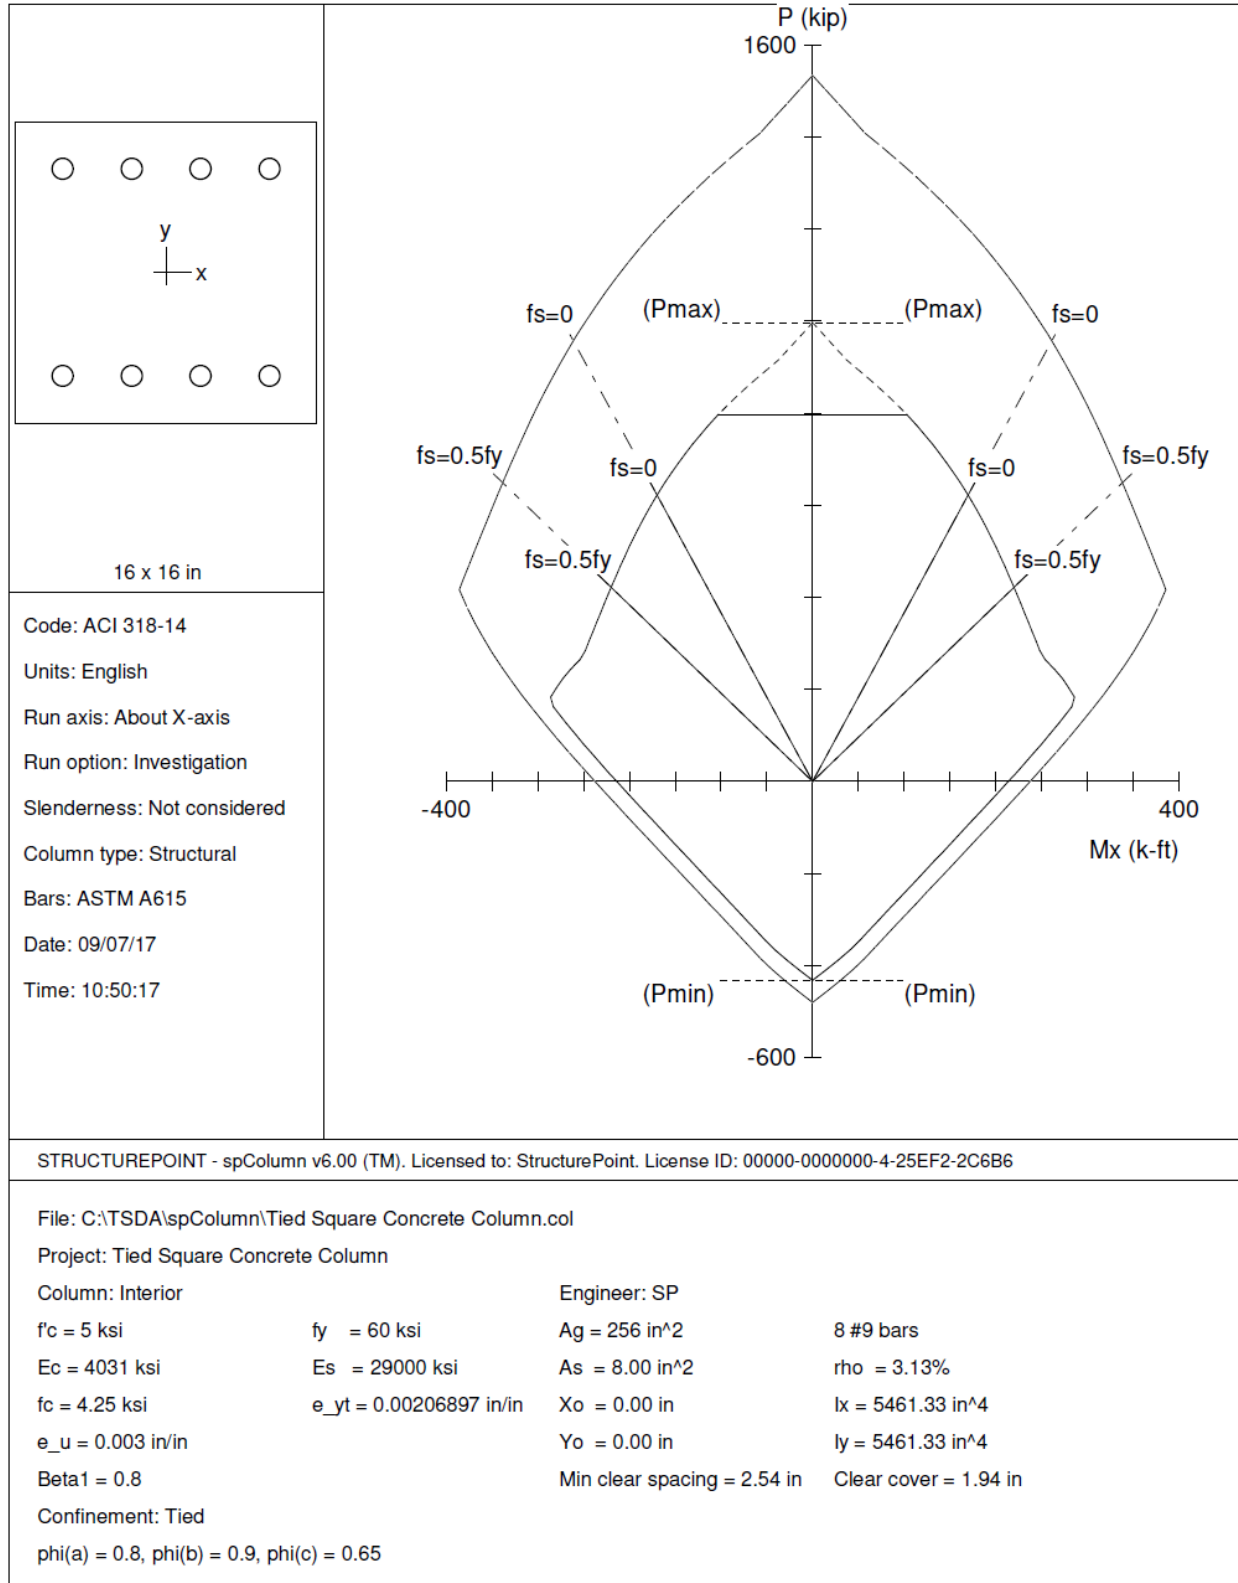 P (kip)
1600
y
x
(Pmax) (Pmax)
fs=0 fs=0
fs=0.5fy fs=0 fs=0 fs=0.5fy
fs=0.5fy fs=0.5fy
16 x 16 in
Code: ACI 318-14
Units: English
Run axis: About X-axis
Run option: Investigation
Slenderness: Not considered
Column type: Structural
Bars: ASTM A615
Date: 09/07/17
Time: 10:50:17
-400 400
Mx (k-ft)
(Pmin) (Pmin)
-600
STRUCTUREPOINT - spColumn v6.00 (TM). Licensed to: StructurePoint. License ID: 00000-0000000-4-25EF2-2C6B6
File: C:\TSDA\spColumn\Tied Square Concrete Column.col
Project: Tied Square Concrete Column
Column: Interior Engineer: SP
f'c = 5 ksi fy = 60 ksi Ag = 256 in^2 8 #9 bars
Ec = 4031 ksi Es = 29000 ksi As = 8.00 in^2 rho = 3.13%
fc = 4.25 ksi e_yt = 0.00206897 in/in Xo = 0.00 in Ix = 5461.33 in^4
e_u = 0.003 in/in Yo = 0.00 in Iy = 5461.33 in^4
Beta1 = 0.8 Min clear spacing = 2.54 in Clear cover = 1.94 in
Confinement: Tied
phi(a) = 0.8, phi(b) = 0.9, phi(c) = 0.65